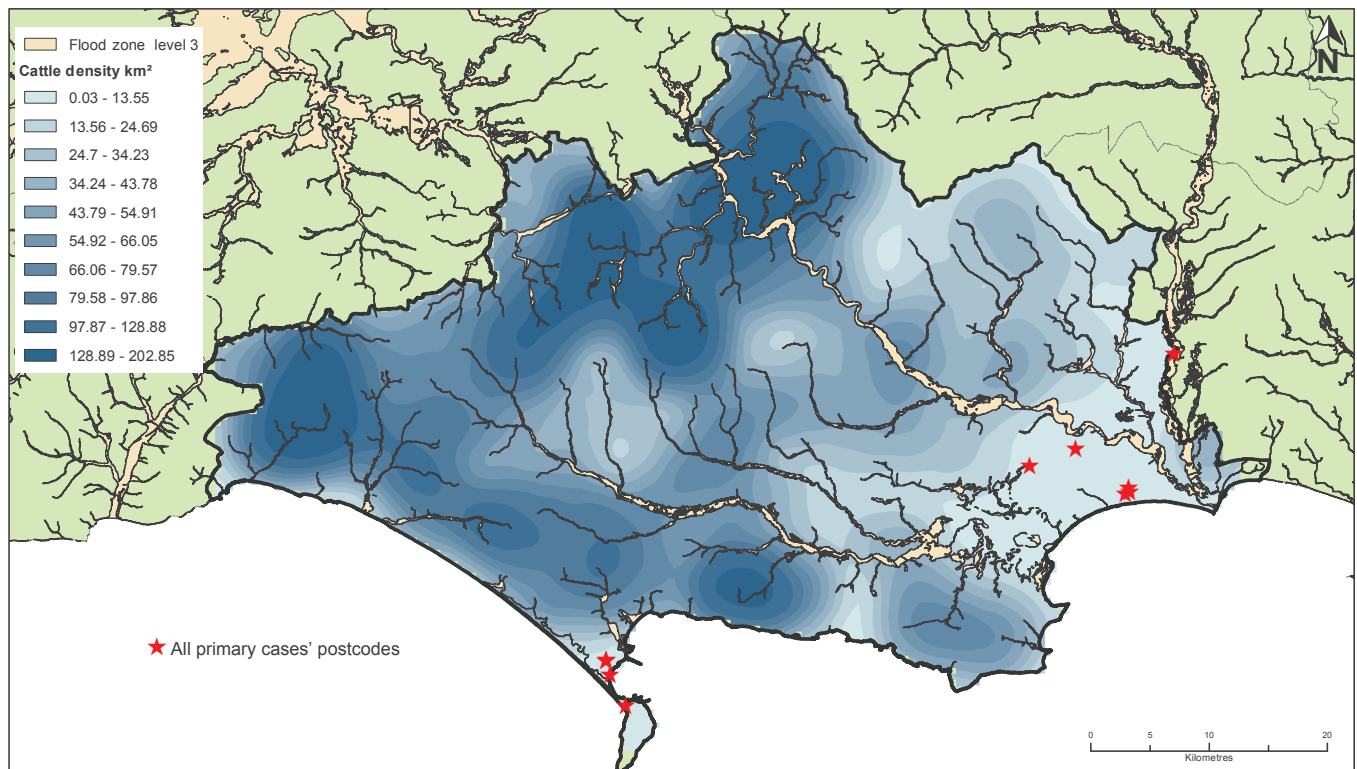 Flood zone level 3
Cattle density km²
0.03 - 13.55
13.56 - 24.69
24.7 - 34.23
34.24 - 43.78
43.79 - 54.91
54.92 - 66.05
66.06 - 79.57
79.58 - 97.86
97.87 - 128.88
128.89 - 202.85
N
All primary cases' postcodes
0 5 10 20
Kilometres